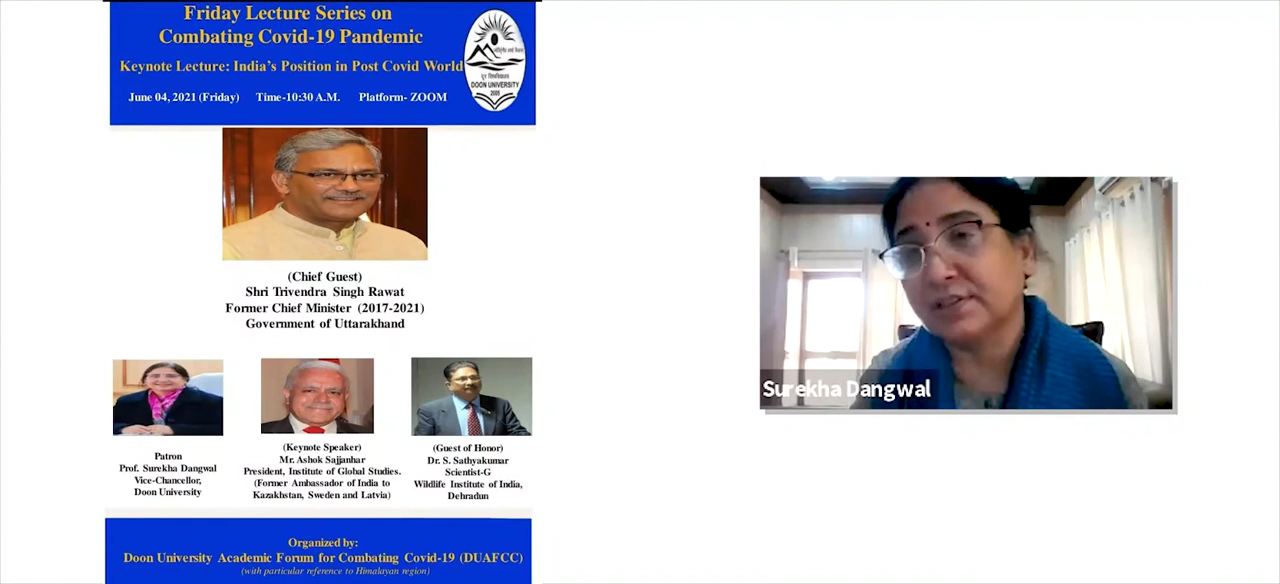 Friday Lecture Series on
Combating Covid-19 Pandemic
Keynote Lecture: India's Position in Post Covid World
June 04, 2021 (Friday) Time-10:30 A.M. Platform- ZOOM
DOON UNIVERSITY
2005
(Chief Guest)
Shri Trivendra Singh Rawat
Former Chief Minister (2017-2021)
Government of Uttarakhand
Patron
Prof. Surekha Dangwal
Vice-Chancellor,
Doon University
(Keynote Speaker)
Mr. Ashok Sajjanhar
President, Institute of Global Studies.
(Former Ambassador of India to
Kazakhstan, Sweden and Latvia)
(Guest of Honor)
Dr. S. Sathyakumar
Scientist-G
Wildlife Institute of India,
Dehradun
Organized by:
Doon University Academic Forum for Combating Covid-19 (DUAFCC)
(with particular reference to Himalayan region)
Surekha Dangwal